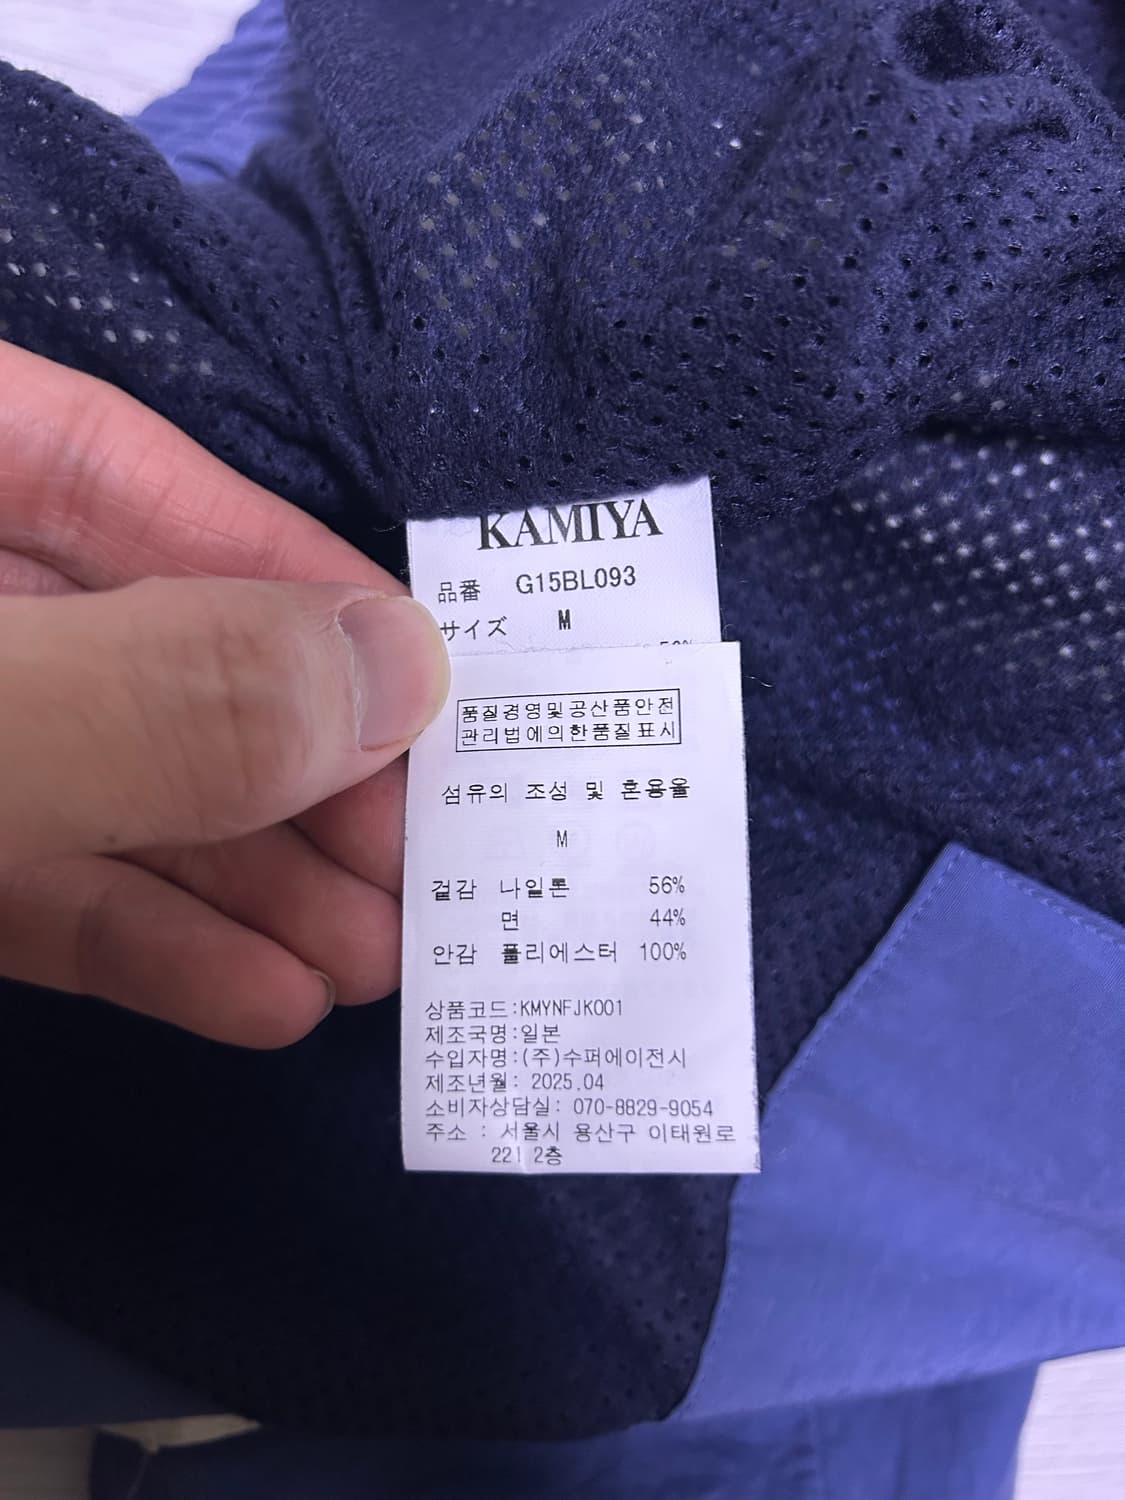 KAMIYA
品番 G15BL093
サイズ M
품질경영및공산품안전
관리법에의한품질표시
섬유의 조성 및 혼용율
M
겉감 나일론 56%
면 44%
안감 폴리에스터 100%
상품코드:KMYNFJK001
제조국명:일본
수입자명:(주)수퍼에이전시
제조년월: 2025.04
소비자상담실: 070-8829-9054
주소 : 서울시 용산구 이태원로
221 2층